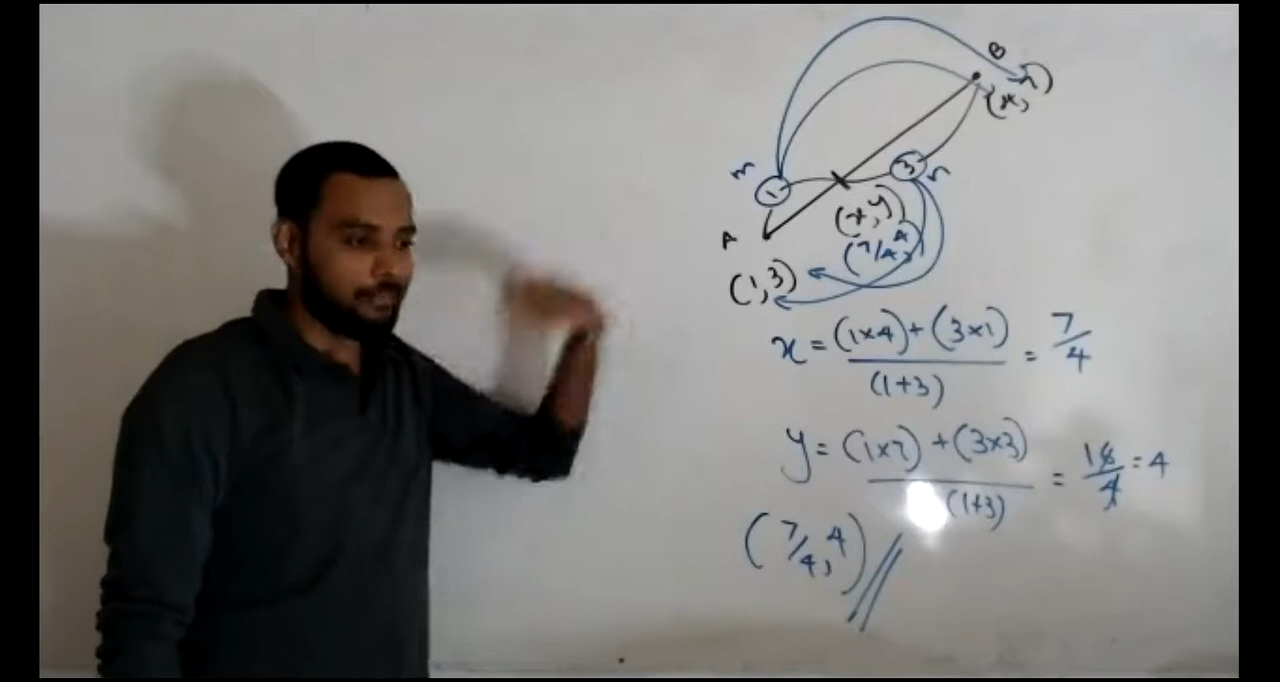 B
(4, 7)
m 1 3 n
(x, y)
A
(7/4, 4)
(1, 3)
x = (1×4) + (3×1) / (1+3) = 7/4
y = (1×7) + (3×3) / (1+3) = 16/4 = 4
(7/4, 4)